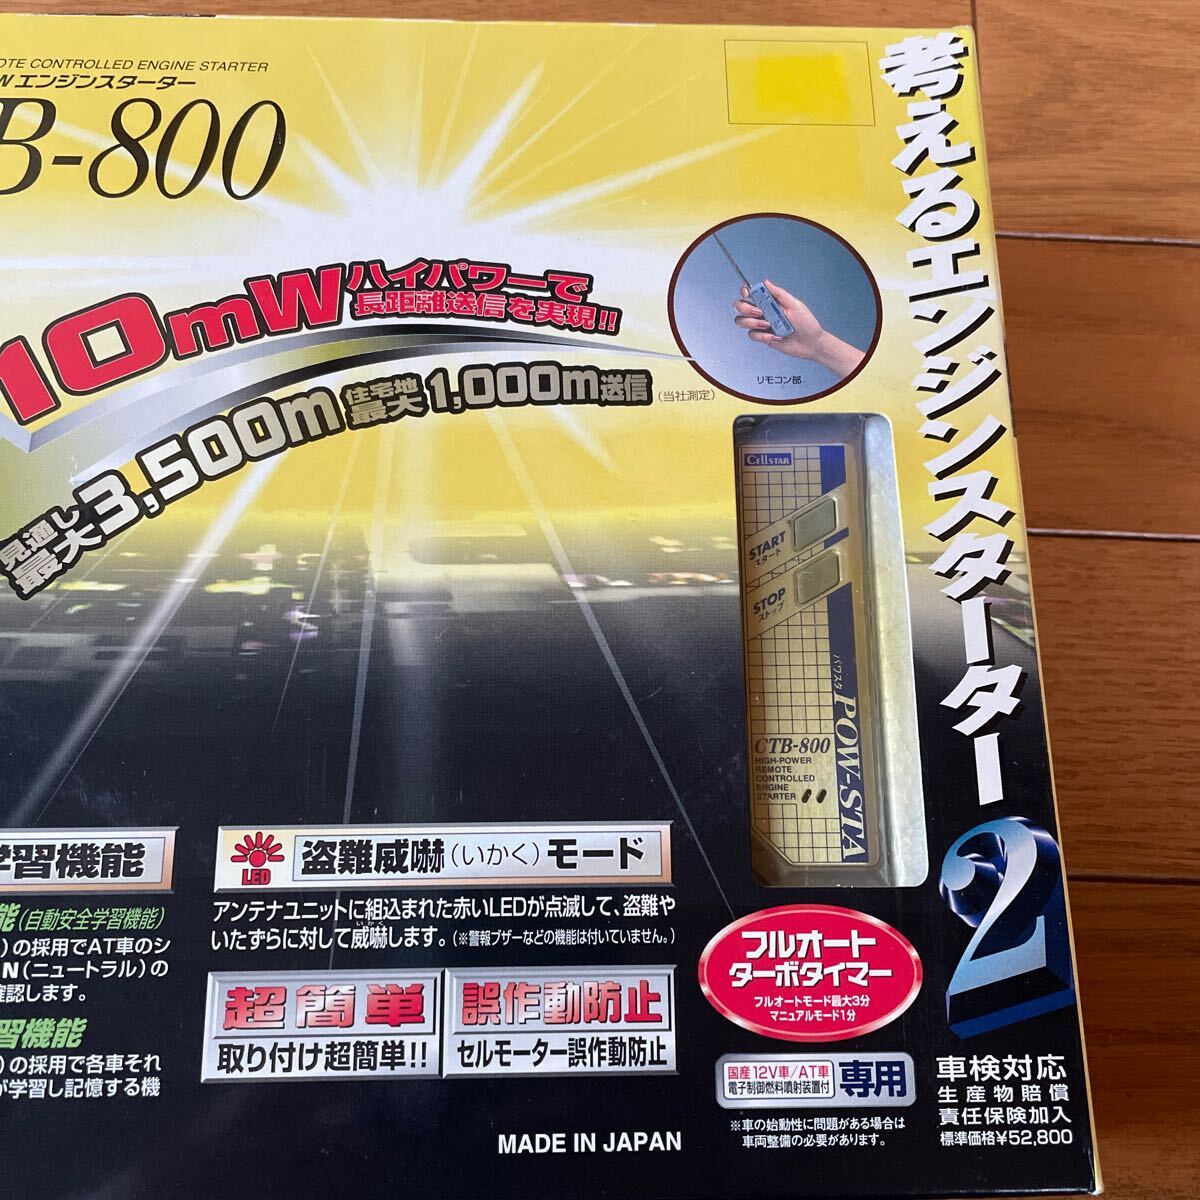 OTE CONTROLLED ENGINE STARTER
Wエンジンスターター
B-800
10mW
ハイパワーで
長距離送信を実現!!
見通し
最大3,500m
住宅地
最大1,000m送信
(当社測定)
リモコン部
考えるエンジンスターター2
CELLSTAR
START
スタート
STOP
ストップ
パワスタ
POW-STA
CTB-800
HIGH-POWER
REMOTE
CONTROLLED
ENGINE
STARTER
学習機能
能(自動安全学習機能)
)の採用でAT車のシ
N(ニュートラル)の
確認します。
習機能
)の採用で各車それ
が学習し記憶する機
LED
盗難威嚇(いかく)モード
アンテナユニットに組込まれた赤いLEDが点滅して、盗難や
いたずらに対して威嚇します。(※警報ブザーなどの機能は付いていません。)
いかく
超簡単
取り付け超簡単!!
誤作動防止
セルモーター誤作動防止
フルオート
ターボタイマー
フルオートモード最大3分
マニュアルモード1分
国産12V車/AT車
電子制御燃料噴射装置付
専用
※車の始動性に問題がある場合は
車両整備の必要があります。
車検対応
生産物賠償
責任保険加入
標準価格¥52,800
MADE IN JAPAN